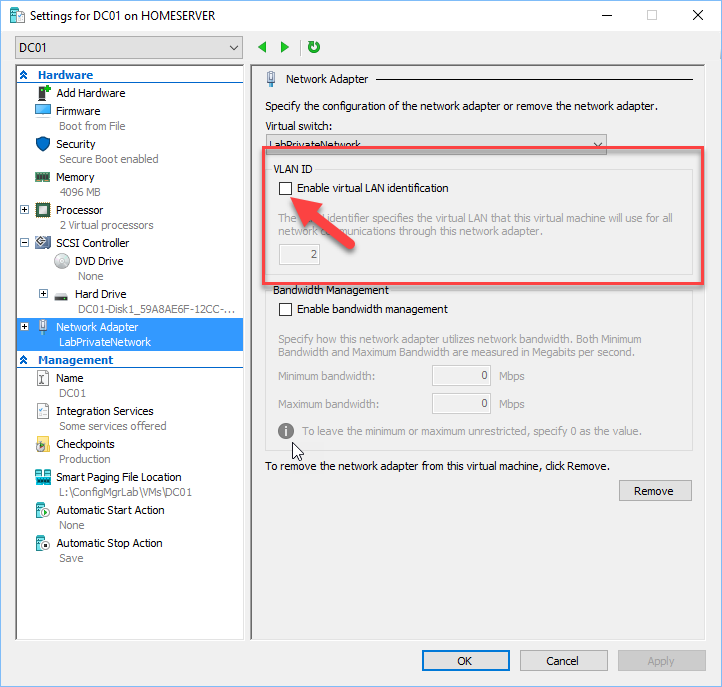 Settings for DC01 on HOMESERVER
DC01
Hardware
Add Hardware
Firmware
Boot from File
Security
Secure Boot enabled
Memory
4096 MB
Processor
2 Virtual processors
SCSI Controller
DVD Drive
None
Hard Drive
DC01-Disk1_59A8AE6F-12CC-...
Network Adapter
LabPrivateNetwork
Management
Name
DC01
Integration Services
Some services offered
Checkpoints
Production
Smart Paging File Location
L:\ConfigMgrLab\VMs\DC01
Automatic Start Action
None
Automatic Stop Action
Save
Network Adapter
Specify the configuration of the network adapter or remove the network adapter.
Virtual switch:
LabPrivateNetwork
VLAN ID
Enable virtual LAN identification
The identifier specifies the virtual LAN that this virtual machine will use for all
network communications through this network adapter.
2
Bandwidth Management
Enable bandwidth management
Specify how this network adapter utilizes network bandwidth. Both Minimum
Bandwidth and Maximum Bandwidth are measured in Megabits per second.
Minimum bandwidth: 0 Mbps
Maximum bandwidth: 0 Mbps
To leave the minimum or maximum unrestricted, specify 0 as the value.
To remove the network adapter from this virtual machine, click Remove.
Remove
OK Cancel Apply